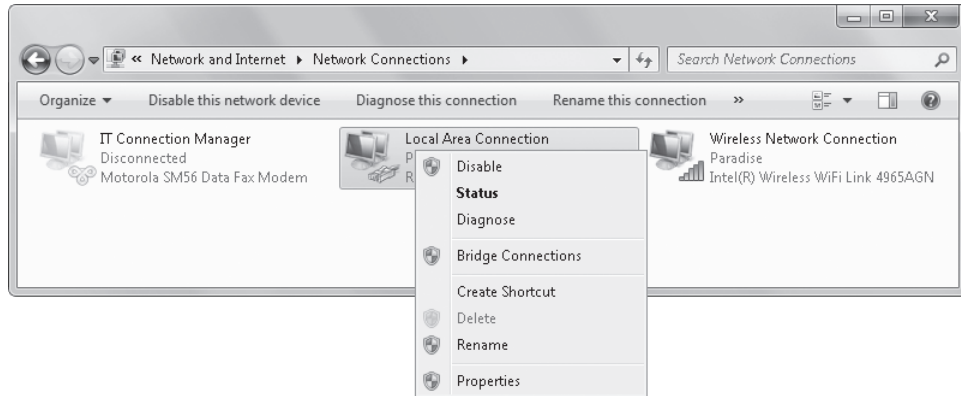 « Network and Internet ▸ Network Connections ▸
Search Network Connections
Organize ▾ Disable this network device Diagnose this connection Rename this connection »
IT Connection Manager
Disconnected
Motorola SM56 Data Fax Modem
Local Area Connection
P
R
Wireless Network Connection
Paradise
Intel(R) Wireless WiFi Link 4965AGN
Disable
Status
Diagnose
Bridge Connections
Create Shortcut
Delete
Rename
Properties